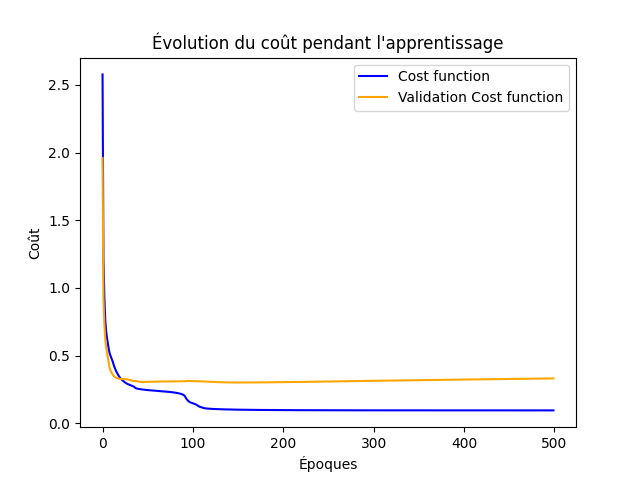 Évolution du coût pendant l'apprentissage
Cost function
Validation Cost function
Coût
2.5
2.0
1.5
1.0
0.5
0.0
0 100 200 300 400 500
Époques